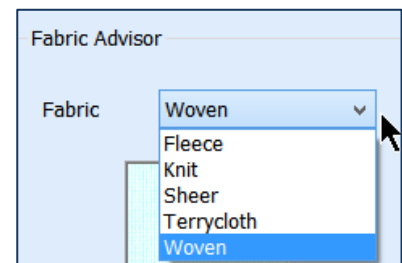 Fabric Advisor
Fabric Woven
Fleece
Knit
Sheer
Terrycloth
Woven